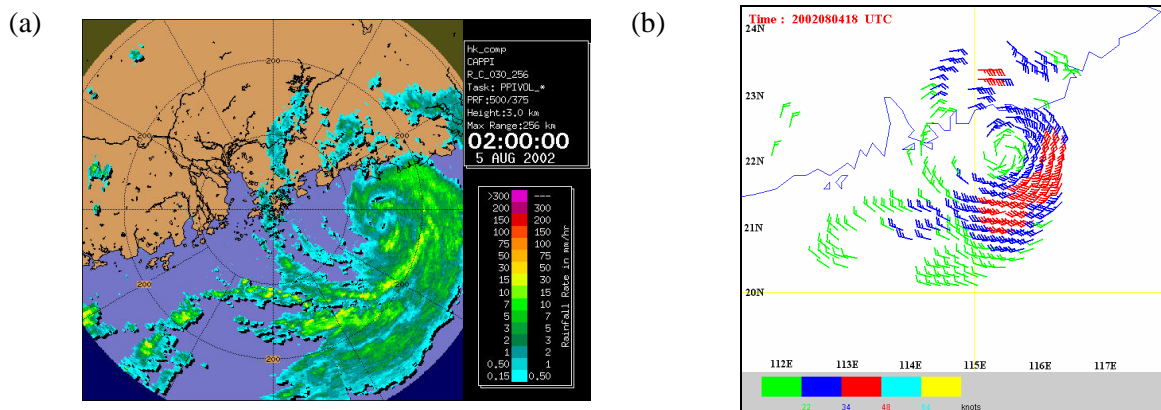 (a)
hk_comp
CAPPI
R_C_030_256
Task: PPIVOL_*
PRF:500/375
Height:3.0 km
Max Range:256 km
02:00:00
5 AUG 2002
200
200
200
200
200
>300 ---
200 300
150 200
100 150
75 100
50 75
30 50
15 30
10 15
7 10
5 7
3 5
2 3
1 2
0.50 1
0.15 0.50
Rainfall Rate in mm/hr
(b)
Time : 2002080418 UTC
24N
23N
22N
21N
20N
112E 113E 114E 115E 116E 117E
22 34 48 64 knots